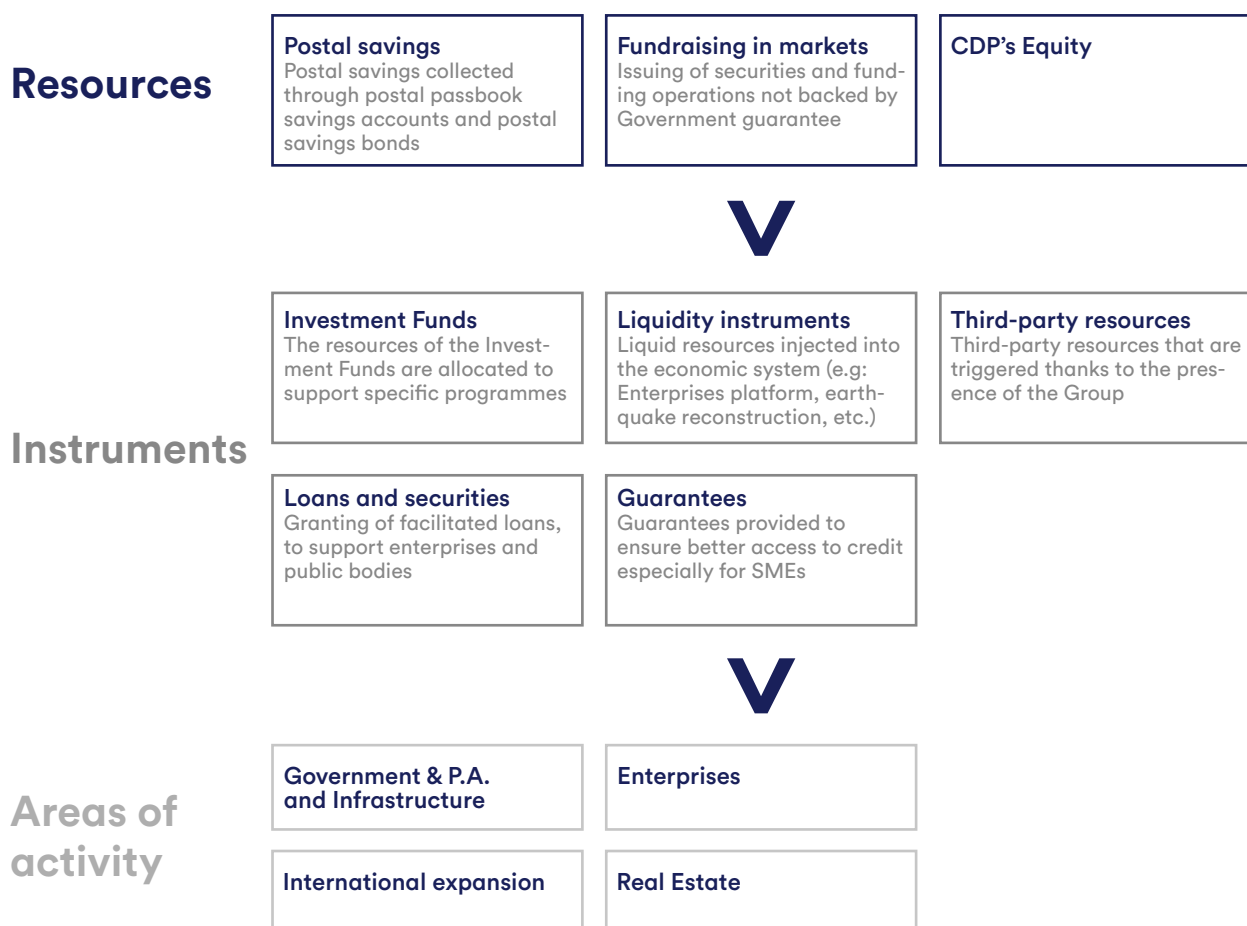 Resources
Postal savings
Postal savings collected
through postal passbook
savings accounts and postal
savings bonds
Fundraising in markets
Issuing of securities and fund-
ing operations not backed by
Government guarantee
CDP's Equity
Instruments
Investment Funds
The resources of the Invest-
ment Funds are allocated to
support specific programmes
Liquidity instruments
Liquid resources injected into
the economic system (e.g:
Enterprises platform, earth-
quake reconstruction, etc.)
Third-party resources
Third-party resources that are
triggered thanks to the pres-
ence of the Group
Loans and securities
Granting of facilitated loans,
to support enterprises and
public bodies
Guarantees
Guarantees provided to
ensure better access to credit
especially for SMEs
Areas of
activity
Government & P.A.
and Infrastructure
Enterprises
International expansion
Real Estate